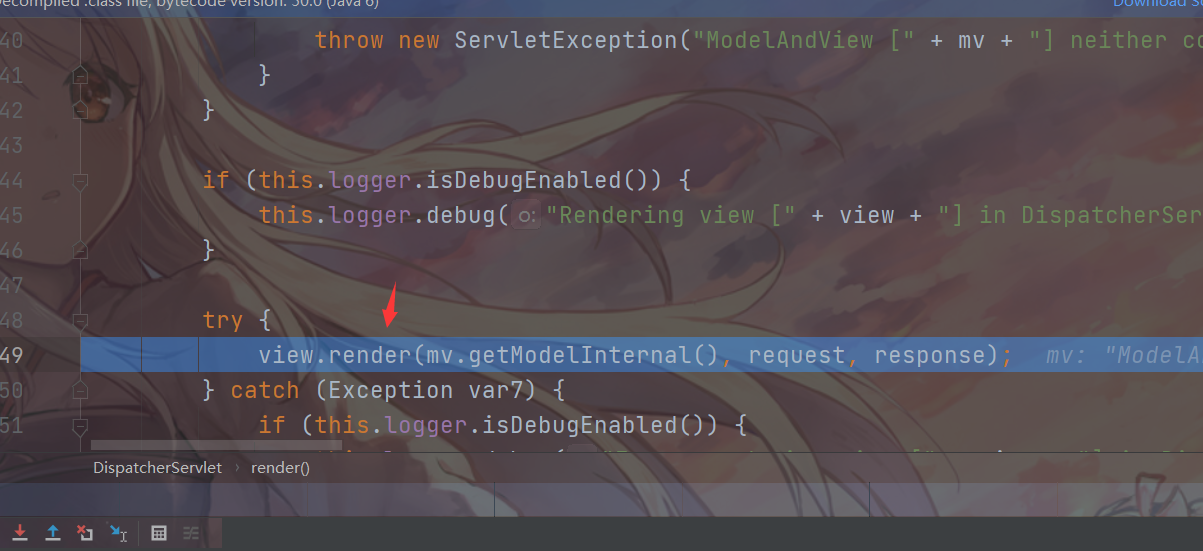 Decompiled .class file, bytecode version: 50.0 (Java 6)
Download
40 throw new ServletException("ModelAndView [" + mv + "] neither co
41 }
42 }
43
44 if (this.logger.isDebugEnabled()) {
45 this.logger.debug( o: "Rendering view [" + view + "] in DispatcherSer
46 }
47
48 try {
49 view.render(mv.getModelInternal(), request, response); mv: "ModelA
50 } catch (Exception var7) {
51 if (this.logger.isDebugEnabled()) {
DispatcherServlet › render()